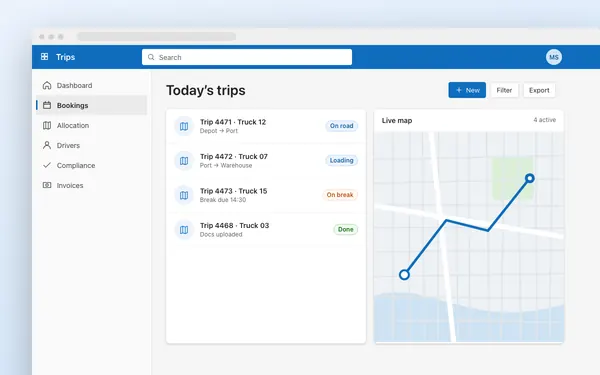 Trips
Search
MS
Dashboard
Bookings
Allocation
Drivers
Compliance
Invoices
Today's trips
+ New
Filter
Export
Trip 4471 · Truck 12
Depot → Port
On road
Trip 4472 · Truck 07
Port → Warehouse
Loading
Trip 4473 · Truck 15
Break due 14:30
On break
Trip 4468 · Truck 03
Docs uploaded
Done
Live map
4 active